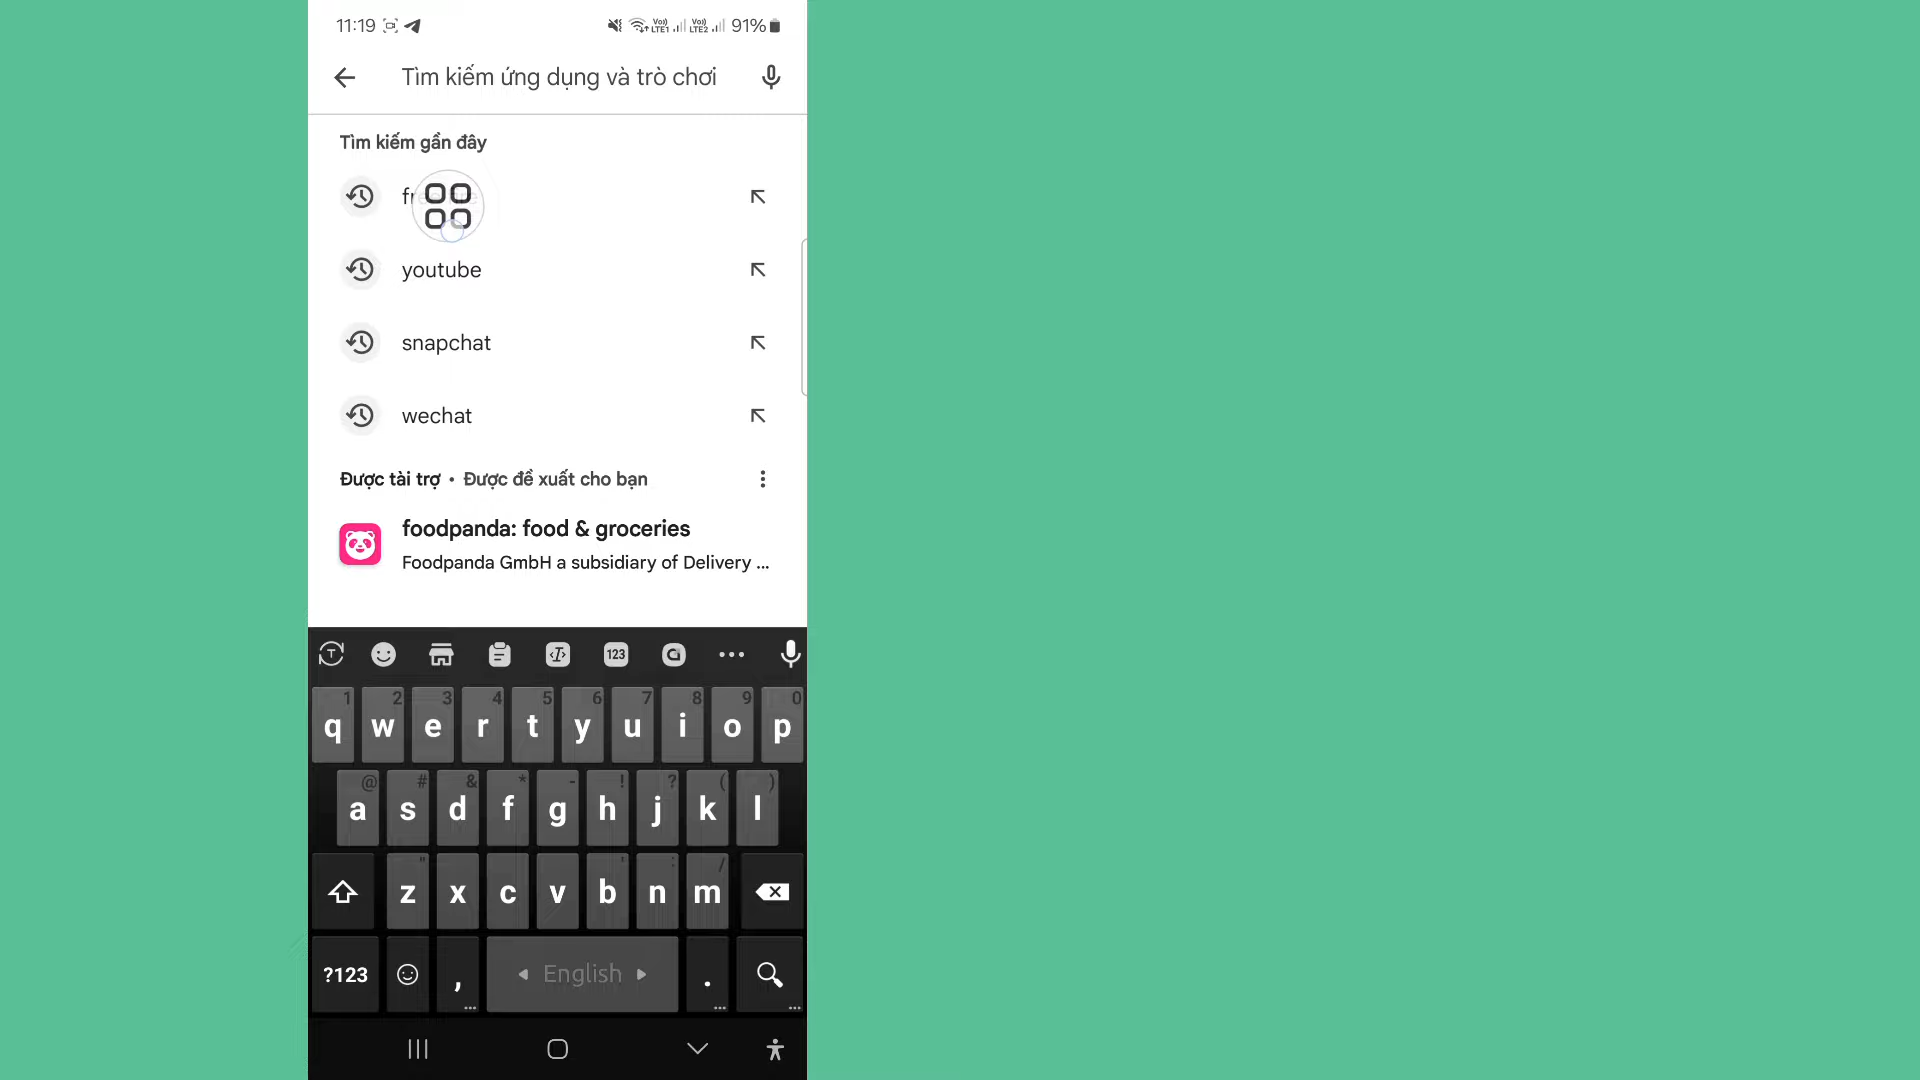 11:19 91%
Tìm kiếm ứng dụng và trò chơi
Tìm kiếm gần đây
youtube
snapchat
wechat
Được tài trợ • Được đề xuất cho bạn
foodpanda: food & groceries
Foodpanda GmbH a subsidiary of Delivery ...
123
1 2 3 4 5 6 7 8 9 0
q w e r t y u i o p
@ # & * - ! ? ( )
a s d f g h j k l
" ' : /
z x c v b n m
?123 , English .